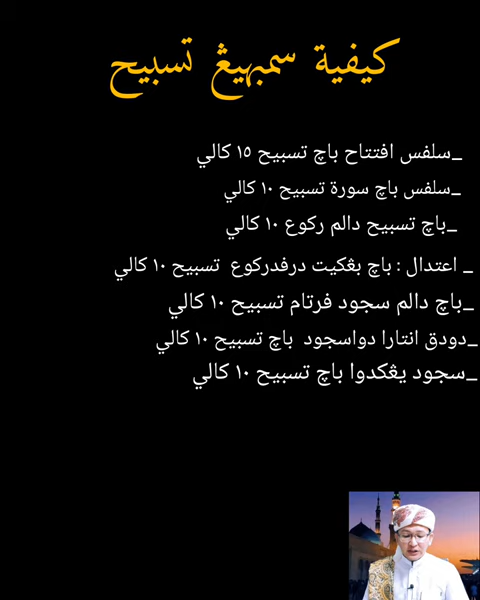 كيفية سمبهيڠ تسبيح
_سلفس افتتاح باچ تسبيح ١٥ كالي
_سلفس باچ سورة تسبيح ١٠ كالي
_باچ تسبيح دالم ركوع ١٠ كالي
_ اعتدال : باچ بڠكيت درفدركوع تسبيح ١٠ كالي
_باچ دالم سجود فرتام تسبيح ١٠ كالي
_دودق انتارا دواسجود باچ تسبيح ١٠ كالي
_سجود يڠكدوا باچ تسبيح ١٠ كالي